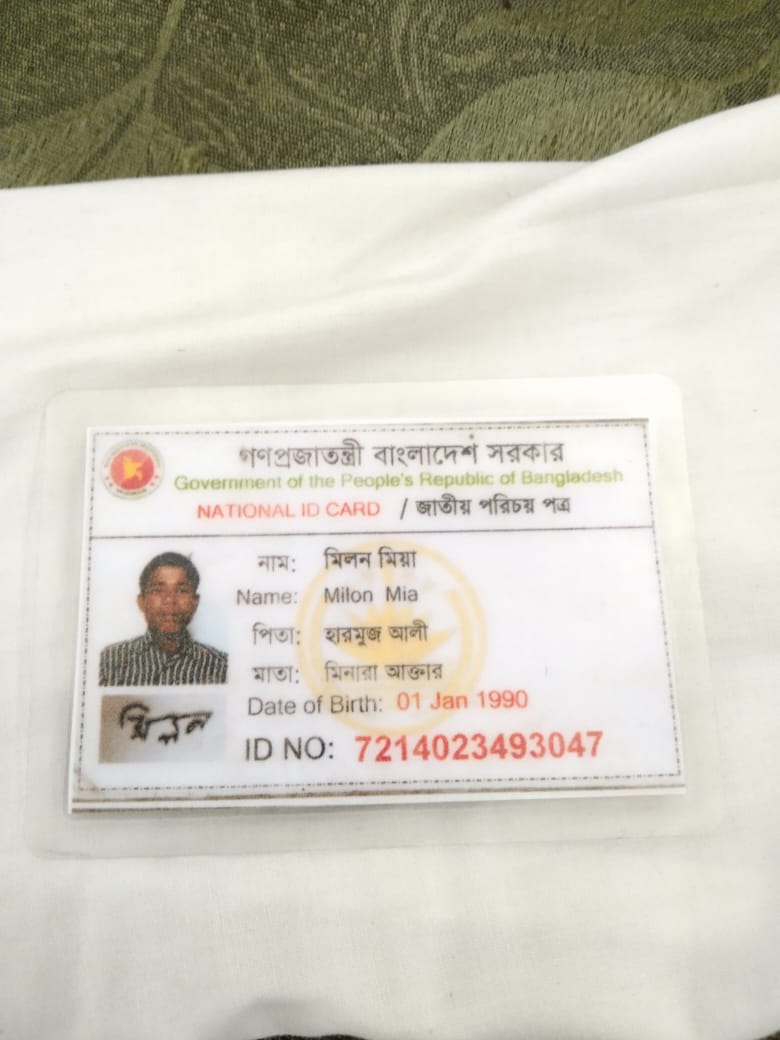 গণপ্রজাতন্ত্রী বাংলাদেশ সরকার
Government of the People's Republic of Bangladesh
NATIONAL ID CARD / জাতীয় পরিচয় পত্র
নাম: মিলন মিয়া
Name: Milon Mia
পিতা: হারমুজ আলী
মাতা: মিনারা আক্তার
Date of Birth: 01 Jan 1990
মিলন
ID NO: 7214023493047